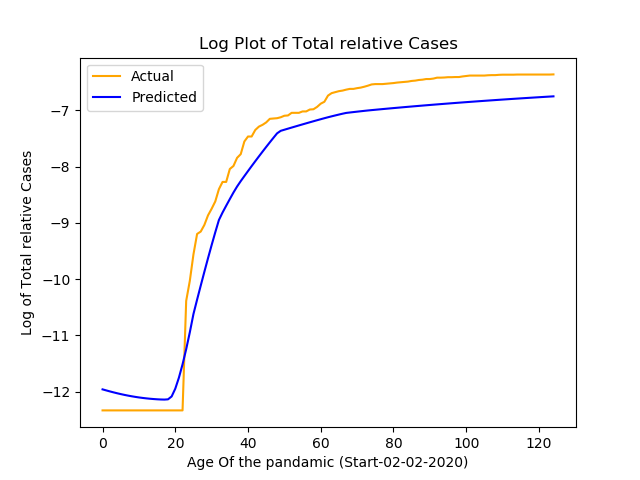 Log Plot of Total relative Cases
Actual
Predicted
Log of Total relative Cases
−7
−8
−9
−10
−11
−12
0 20 40 60 80 100 120
Age Of the pandamic (Start-02-02-2020)